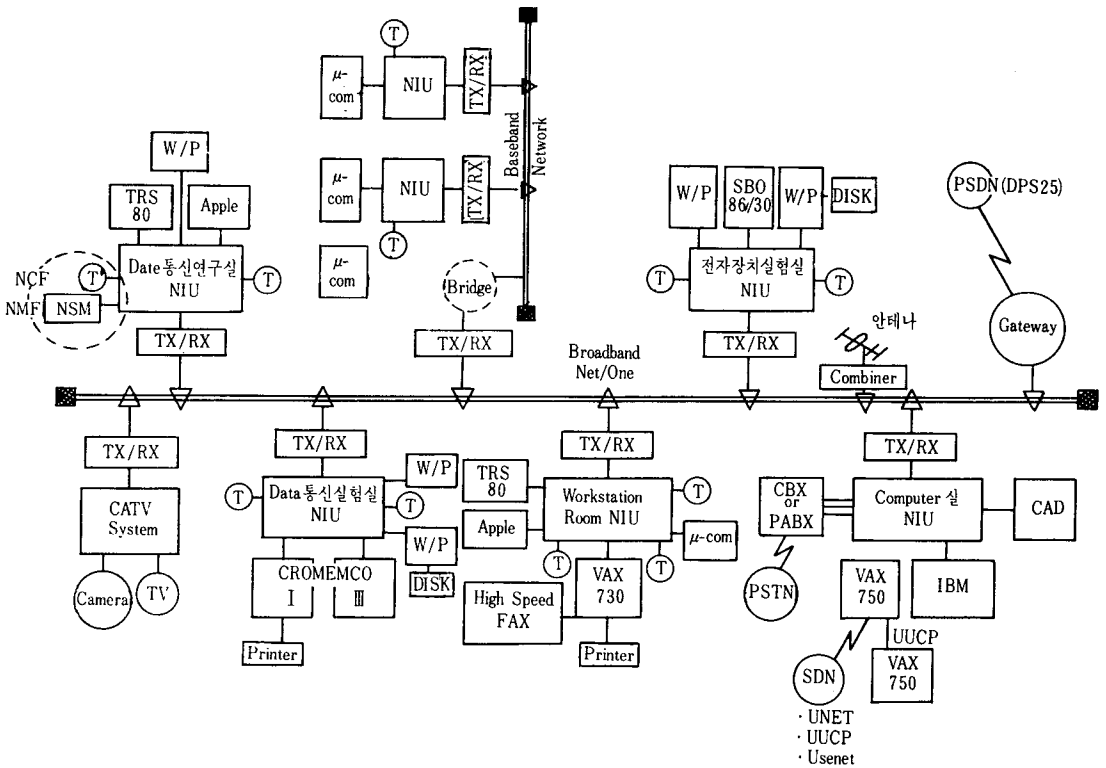 T
μ-
com
NIU
TX/RX
Baseband
Network
μ-
com
NIU
TX/RX
T
μ-
com
Bridge
TX/RX
W/P
TRS
80
Apple
Date 통신연구실
NIU
T
T
NCF
NMF
NSM
TX/RX
W/P
SBO
86/30
W/P
DISK
전자장치실험실
NIU
T
T
TX/RX
PSDN (DPS25)
Gateway
안테나
Combiner
Broadband
Net/One
TX/RX
CATV
System
Camera
TV
TX/RX
Data 통신실험실
NIU
T
T
W/P
W/P
DISK
CROMEMCO
Ⅰ
Ⅲ
Printer
TX/RX
TRS
80
Apple
Workstation
Room NIU
T
μ-com
T
T
High Speed
FAX
VAX
730
Printer
TX/RX
CBX
or
PABX
Computer 실
NIU
CAD
PSTN
VAX
750
IBM
UUCP
VAX
750
SDN
· UNET
· UUCP
· Usenet